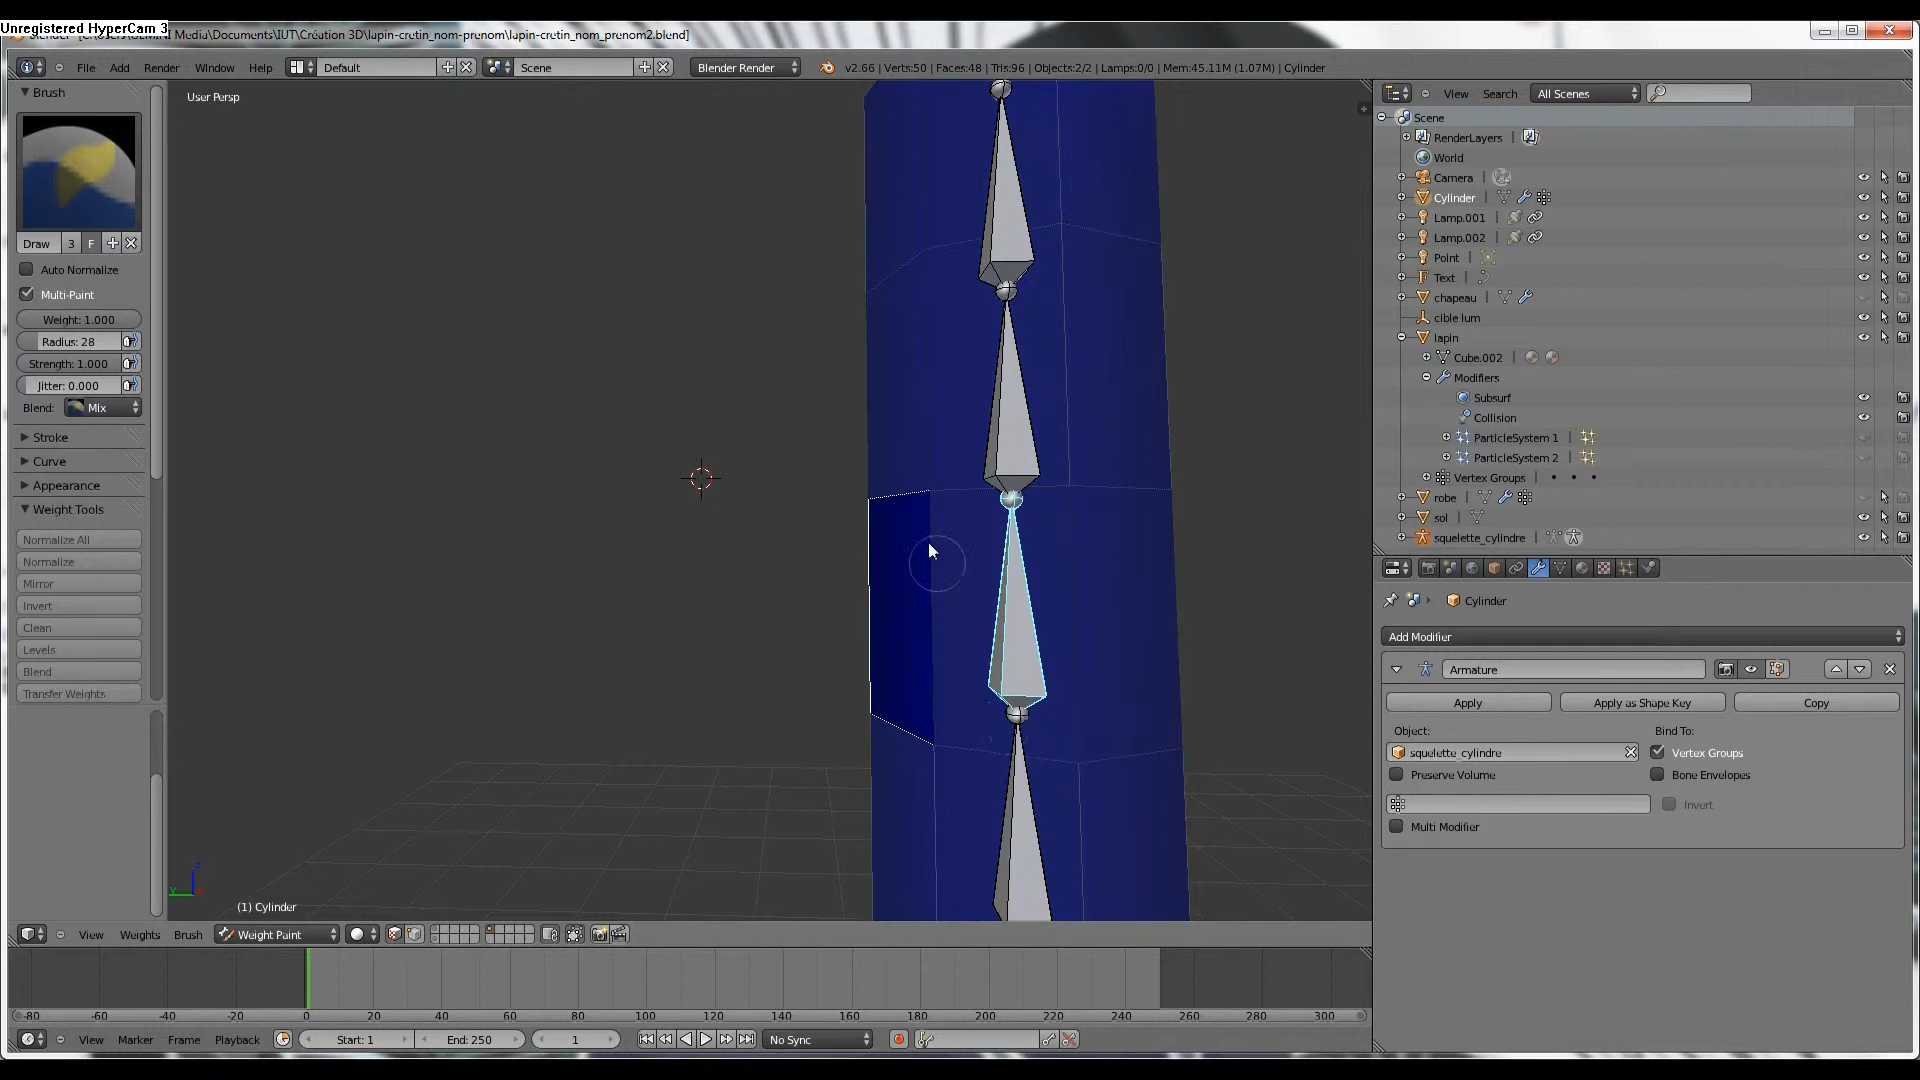 Unregistered HyperCam 3
Blender [C:\Users\GEMINI Media\Documents\IUT\Création 3D\lapin-cretin_nom-prenom\lapin-cretin_nom_prenom2.blend]
File Add Render Window Help Default Scene Blender Render v2.66 | Verts:50 | Faces:48 | Tris:96 | Objects:2/2 | Lamps:0/0 | Mem:45.11M (1.07M) | Cylinder
Brush
Draw 3 F
Auto Normalize
Multi-Paint
Weight: 1.000
Radius: 28
Strength: 1.000
Jitter: 0.000
Blend: Mix
Stroke
Curve
Appearance
Weight Tools
Normalize All
Normalize
Mirror
Invert
Clean
Levels
Blend
Transfer Weights
User Persp
z
y
(1) Cylinder
View Weights Brush Weight Paint
-80 -60 -40 -20 0 20 40 60 80 100 120 140 160 180 200 220 240 260 280 300
View Marker Frame Playback Start: 1 End: 250 1 No Sync
View Search All Scenes
Scene
RenderLayers |
World
Camera |
Cylinder |
Lamp.001 |
Lamp.002 |
Point |
Text |
chapeau |
cible lum
lapin
Cube.002 |
Modifiers
Subsurf
Collision
ParticleSystem 1 |
ParticleSystem 2 |
Vertex Groups |
robe |
sol |
squelette_cylindre |
Cylinder
Add Modifier
Armature
Apply Apply as Shape Key Copy
Object: Bind To:
squelette_cylindre Vertex Groups
Preserve Volume Bone Envelopes
Invert
Multi Modifier